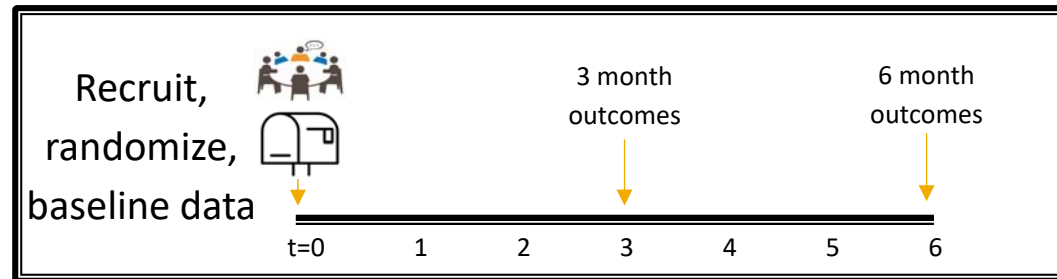 Recruit,
randomize,
baseline data
3 month
outcomes
6 month
outcomes
t=0 1 2 3 4 5 6